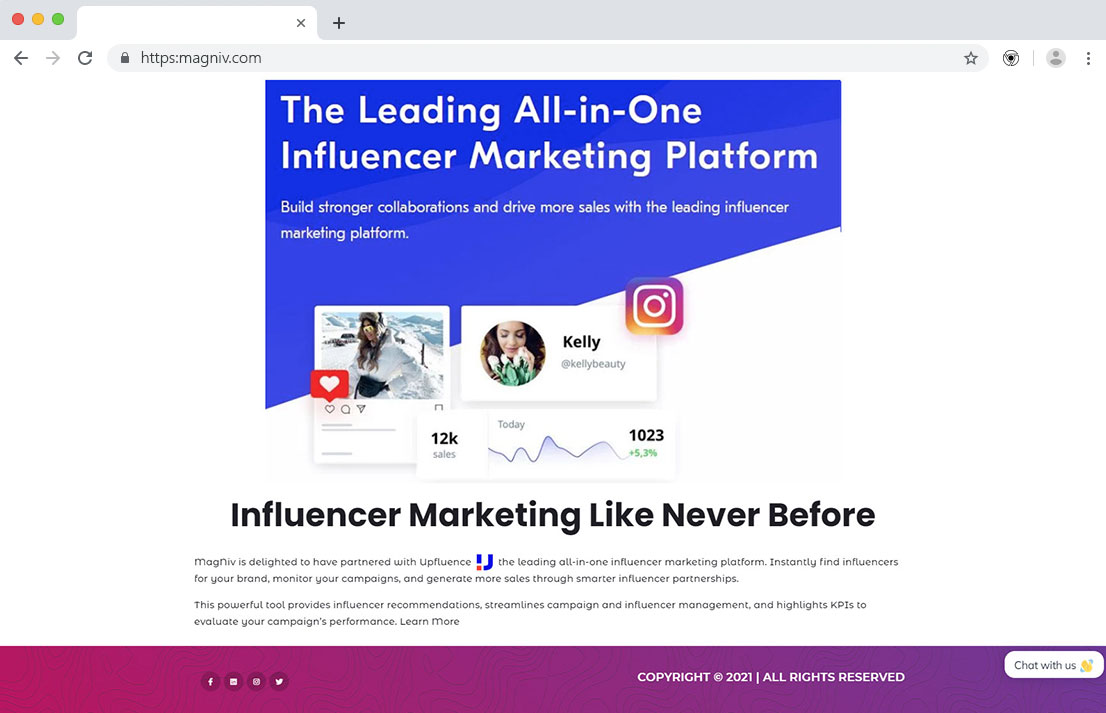 https:magniv.com
The Leading All-in-One
Influencer Marketing Platform
Build stronger collaborations and drive more sales with the leading influencer
marketing platform.
Kelly
@kellybeauty
Today
12k
1023
sales
+5,3%
Influencer Marketing Like Never Before
MagNiv is delighted to have partnered with Upfluence the leading all-in-one influencer marketing platform. Instantly find influencers
for your brand, monitor your campaigns, and generate more sales through smarter influencer partnerships.
This powerful tool provides influencer recommendations, streamlines campaign and influencer management, and highlights KPIs to
evaluate your campaign's performance. Learn More
Chat with us 👋
COPYRIGHT © 2021 | ALL RIGHTS RESERVED